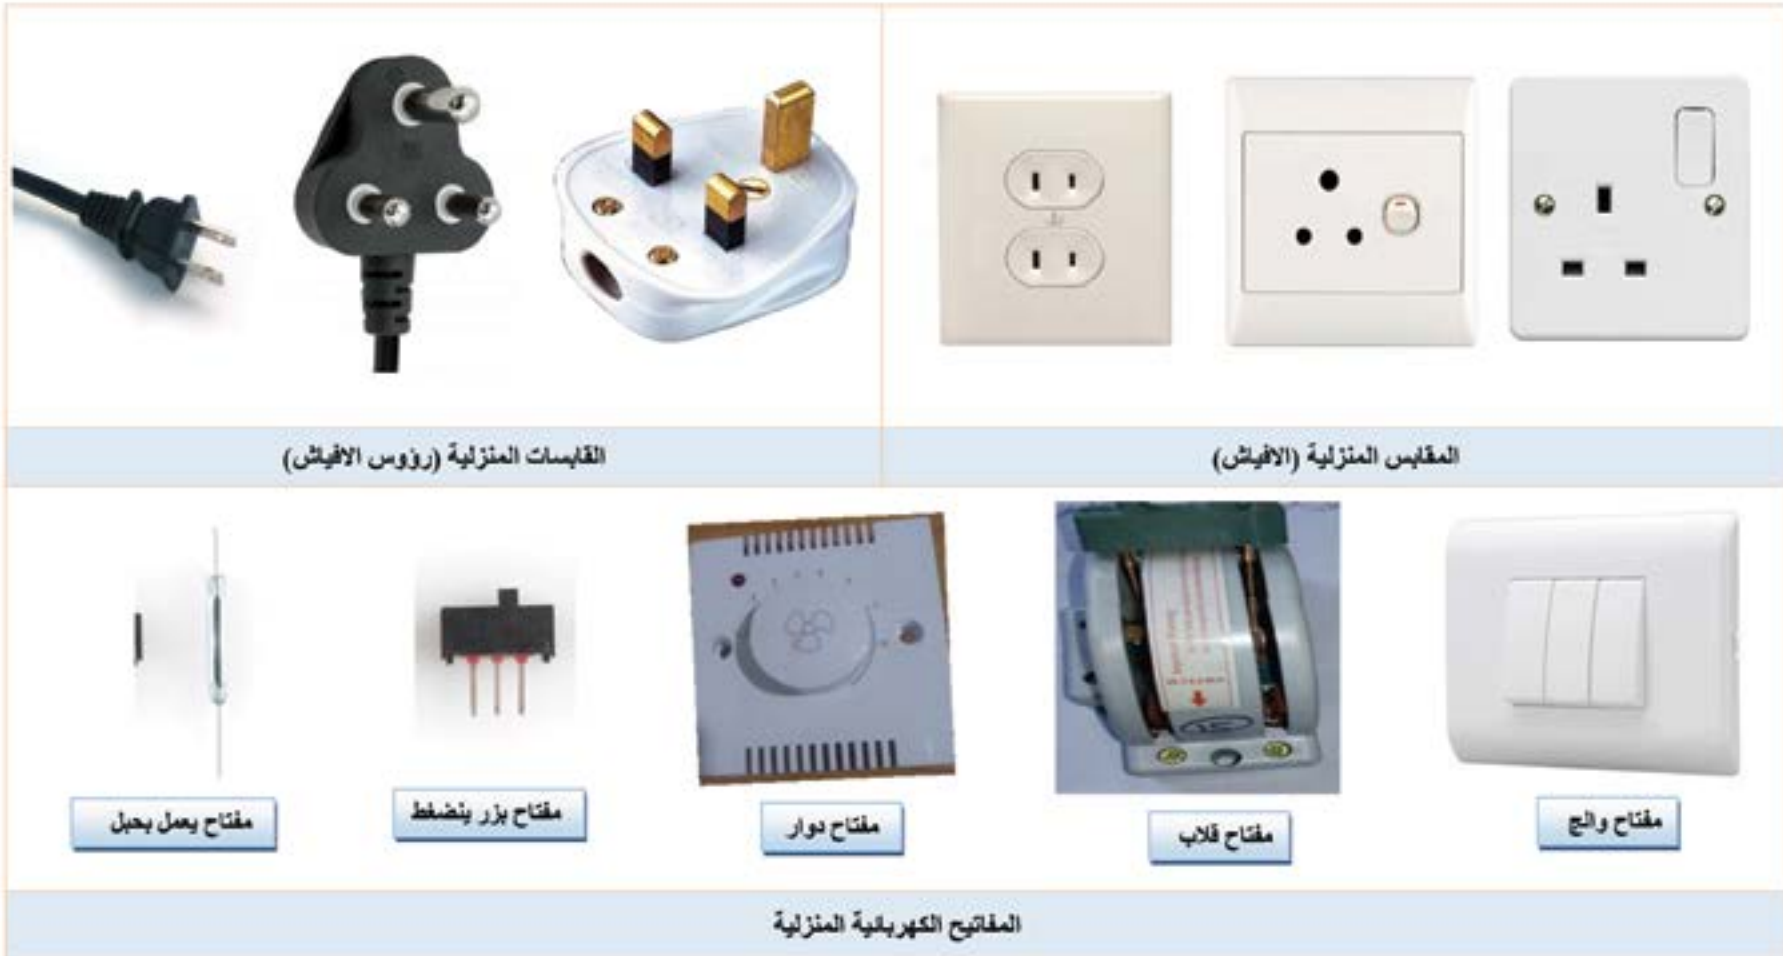 المقابس المنزلية (الافياش)
القابسات المنزلية (رؤوس الافياش)
مفتاح والج
مفتاح قلاب
مفتاح دوار
مفتاح بزر ينضغط
مفتاح يعمل بحبل
المفاتيح الكهربائية المنزلية